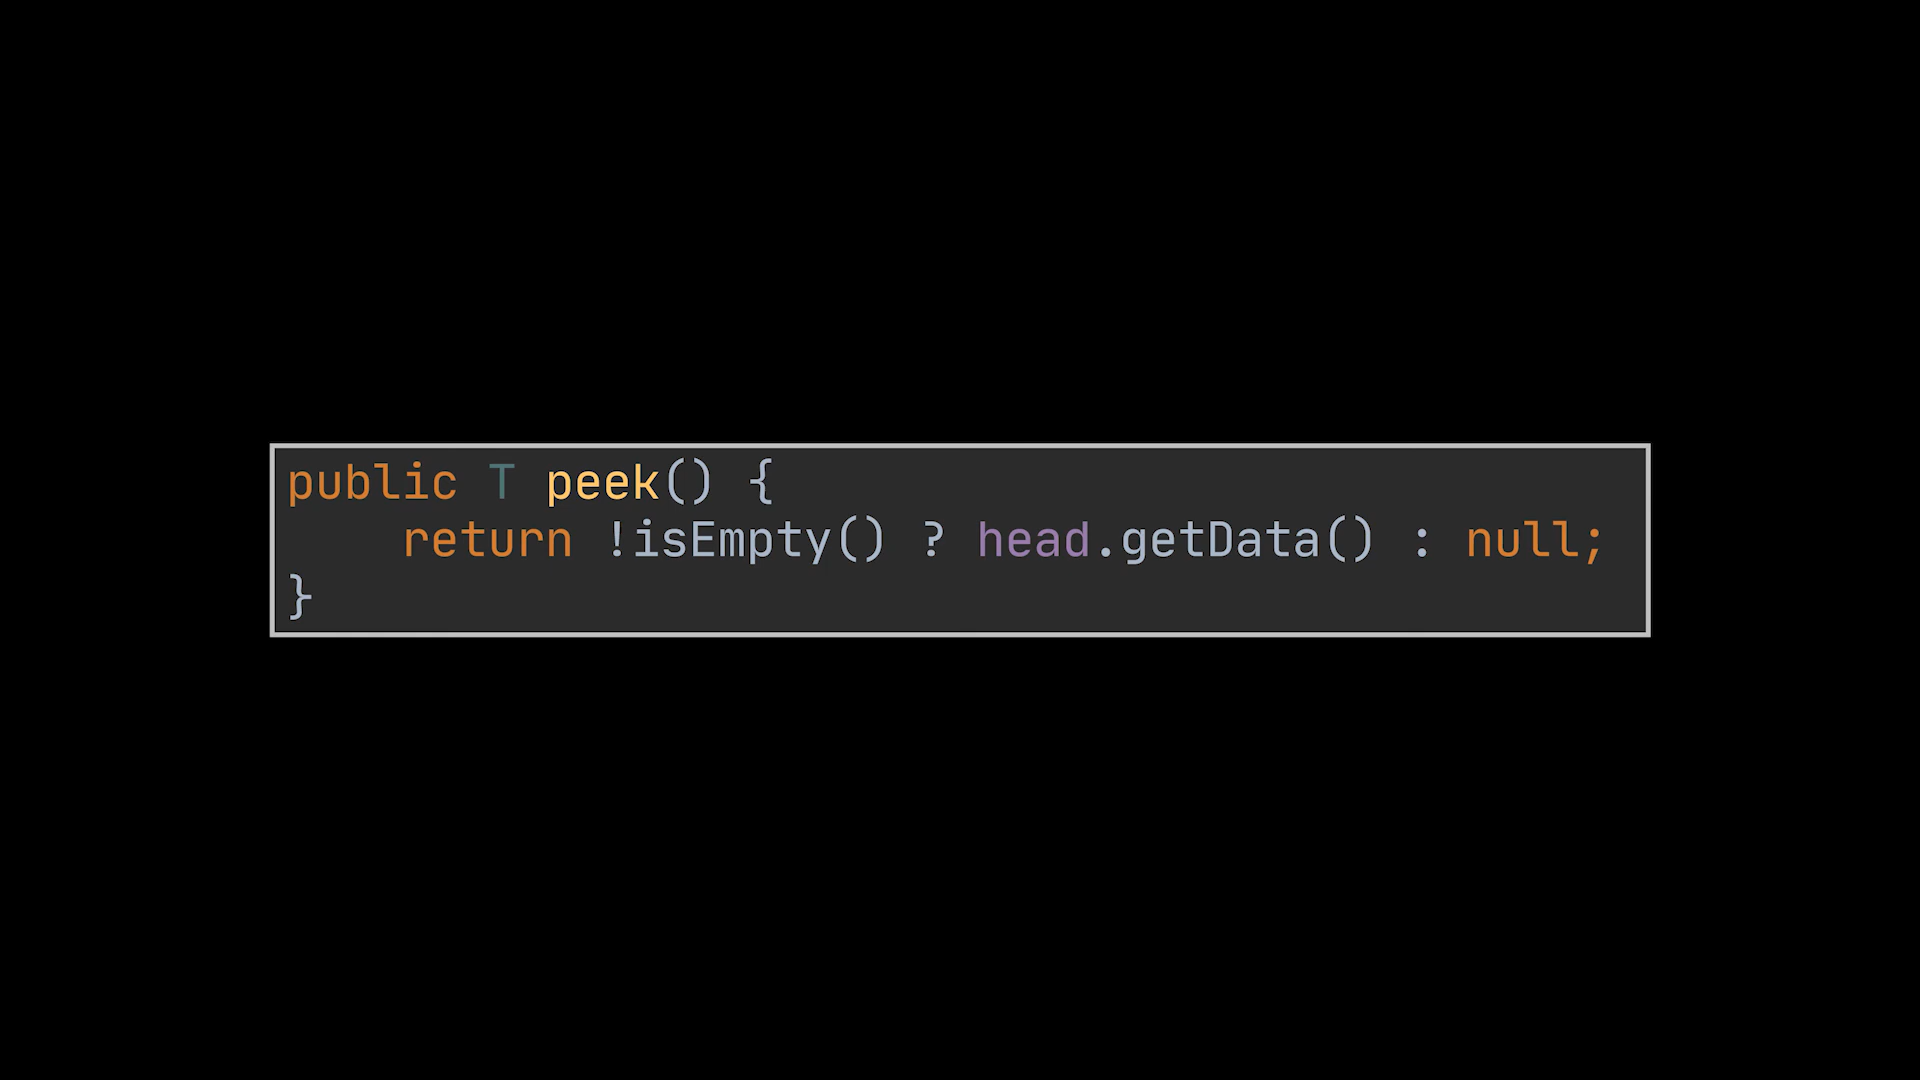 public T peek() {
    return !isEmpty() ? head.getData() : null;
}